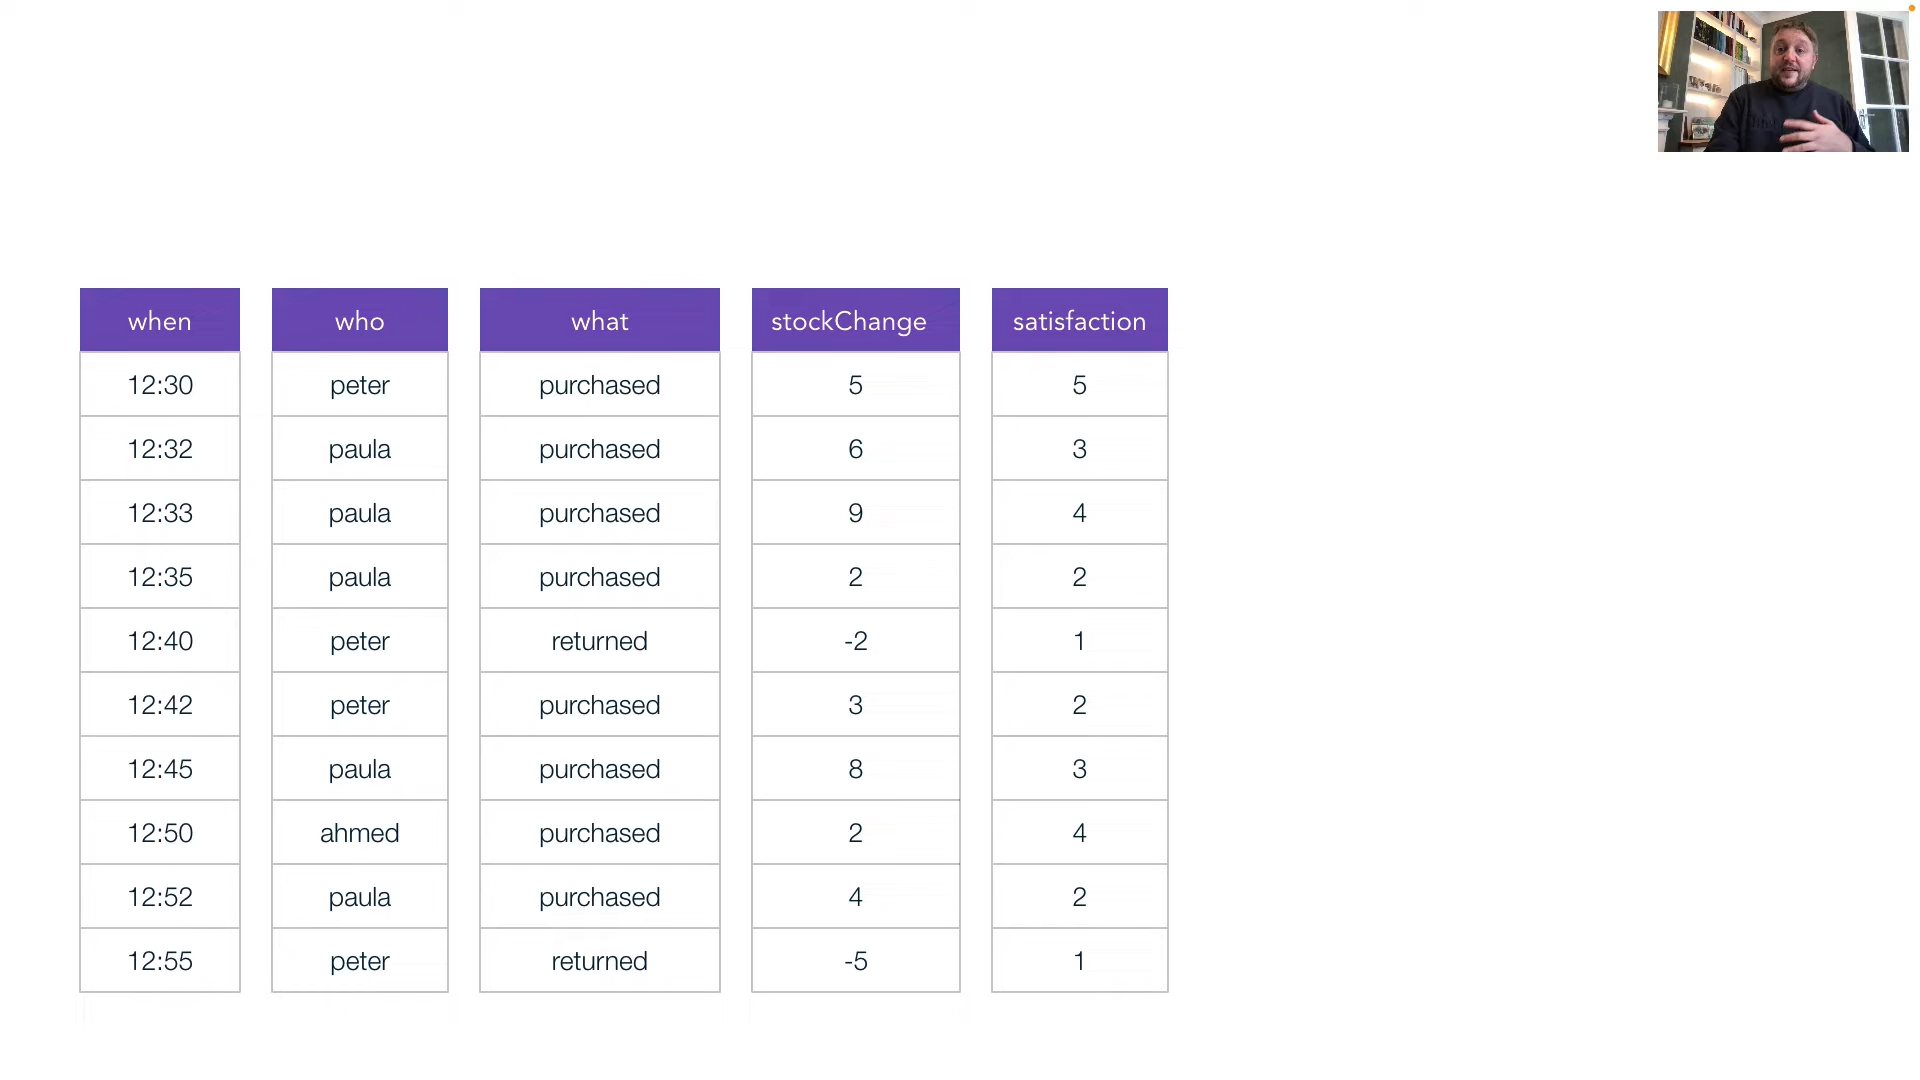 when who what stockChange satisfaction
12:30 peter purchased 5 5
12:32 paula purchased 6 3
12:33 paula purchased 9 4
12:35 paula purchased 2 2
12:40 peter returned -2 1
12:42 peter purchased 3 2
12:45 paula purchased 8 3
12:50 ahmed purchased 2 4
12:52 paula purchased 4 2
12:55 peter returned -5 1